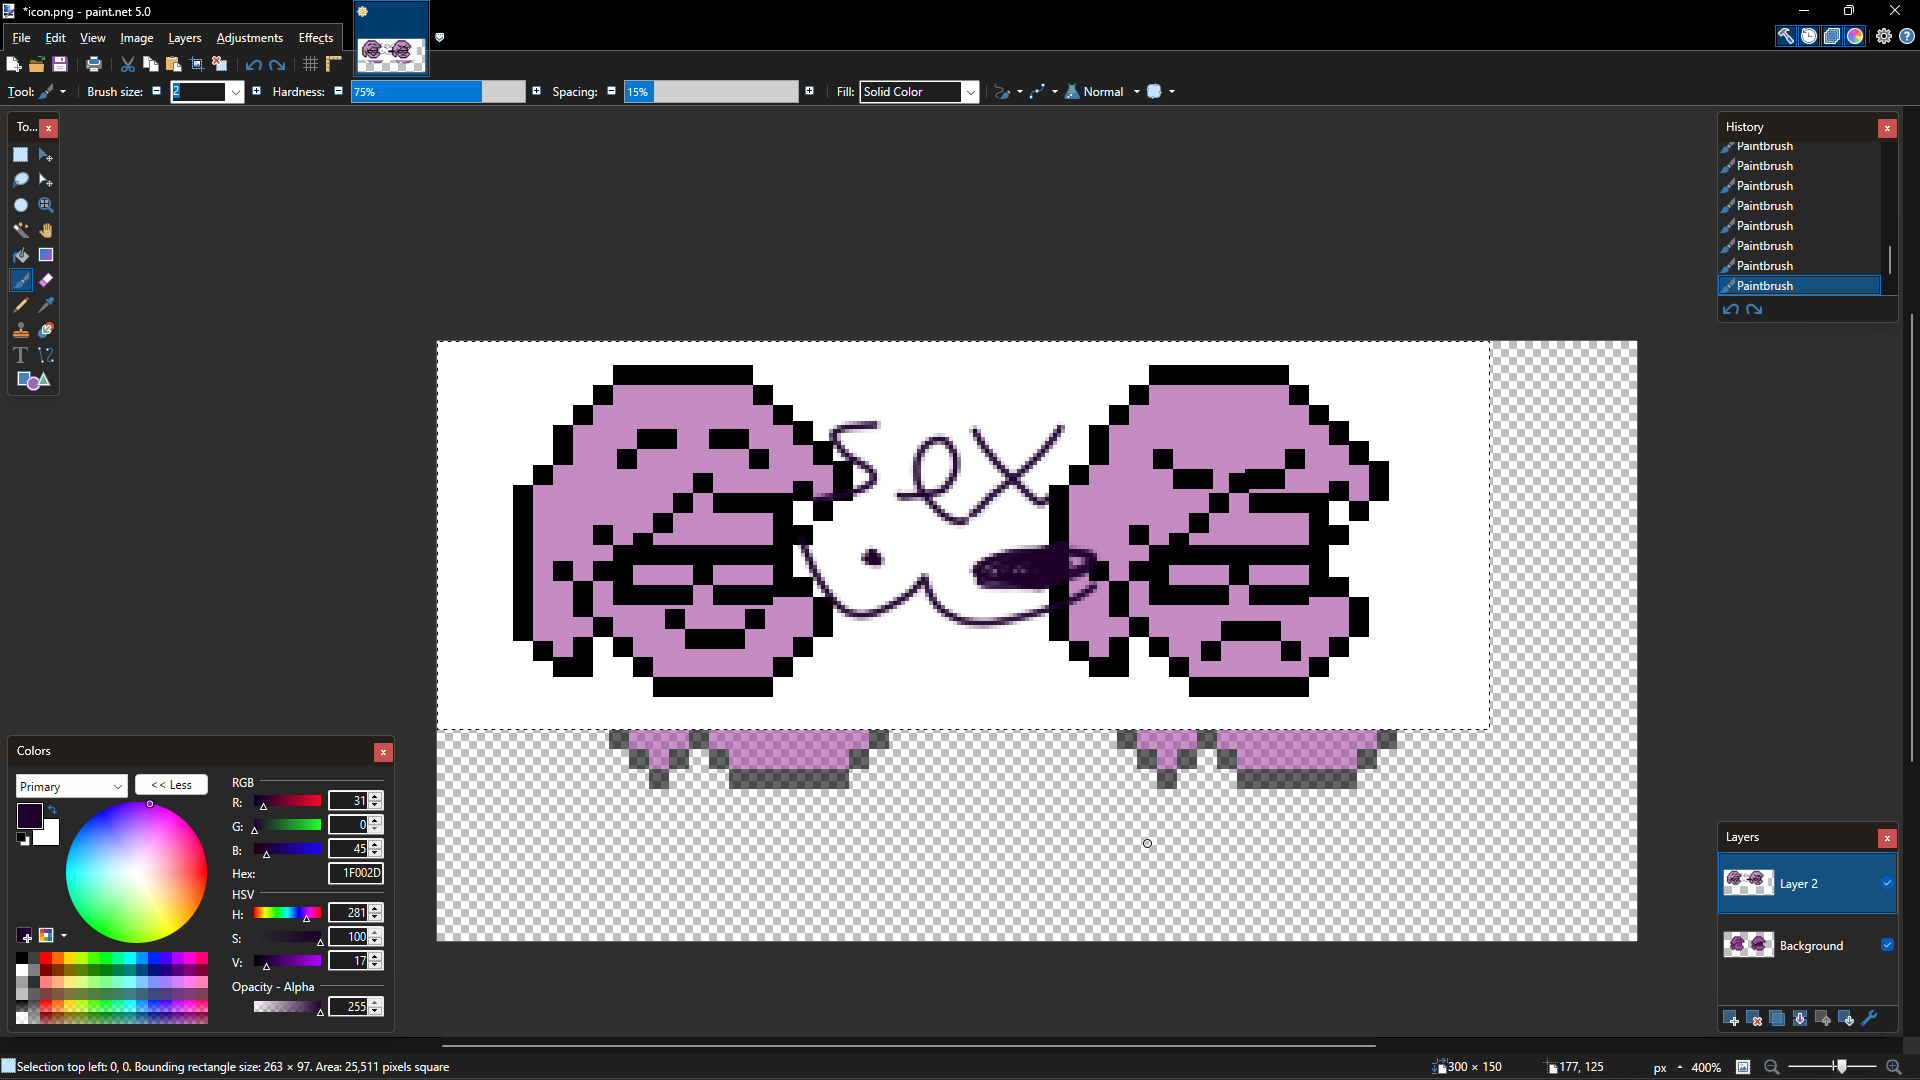 *icon.png - paint.net 5.0
File Edit View Image Layers Adjustments Effects
Tool: Brush size: 2 Hardness: 75% Spacing: 15% Fill: Solid Color Normal
To...
History
Paintbrush
Paintbrush
Paintbrush
Paintbrush
Paintbrush
Paintbrush
Paintbrush
Paintbrush
sex
Colors
Primary
<< Less
RGB
R: 31
G: 0
B: 45
Hex: 1F002D
HSV
H: 281
S: 100
V: 17
Opacity - Alpha
255
Layers
Layer 2
Background
Selection top left: 0, 0. Bounding rectangle size: 263 × 97. Area: 25,511 pixels square
300 × 150
177, 125
px
400%